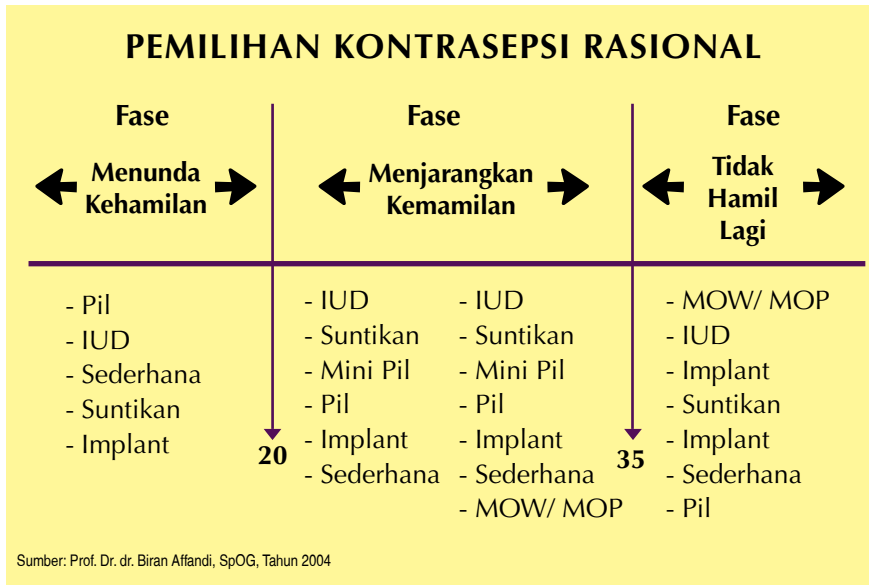 PEMILIHAN KONTRASEPSI RASIONAL
Fase
Menunda
Kehamilan
Fase
Menjarangkan
Kemamilan
Fase
Tidak
Hamil
Lagi
- Pil
- IUD
- Sederhana
- Suntikan
- Implant
20
- IUD
- Suntikan
- Mini Pil
- Pil
- Implant
- Sederhana
- IUD
- Suntikan
- Mini Pil
- Pil
- Implant
- Sederhana
- MOW/ MOP
35
- MOW/ MOP
- IUD
- Implant
- Suntikan
- Implant
- Sederhana
- Pil
Sumber: Prof. Dr. dr. Biran Affandi, SpOG, Tahun 2004